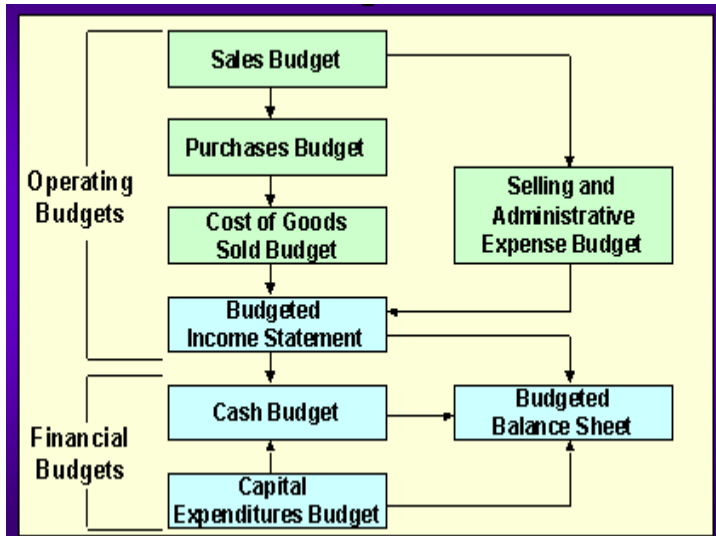 Sales Budget
Purchases Budget
Operating
Budgets
Selling and
Administrative
Expense Budget
Cost of Goods
Sold Budget
Budgeted
Income Statement
Cash Budget
Budgeted
Balance Sheet
Financial
Budgets
Capital
Expenditures Budget